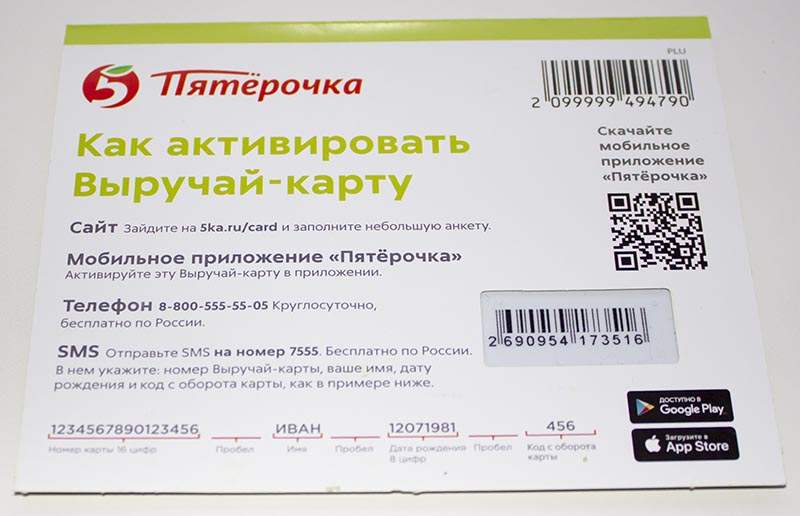 Пятёрочка
PLU
2 099999 494790
Как активировать
Выручай-карту
Скачайте
мобильное
приложение
«Пятёрочка»
Сайт Зайдите на 5ka.ru/card и заполните небольшую анкету.
Мобильное приложение «Пятёрочка»
Активируйте эту Выручай-карту в приложении.
Телефон 8-800-555-55-05 Круглосуточно,
бесплатно по России.
2 690954 173516
SMS Отправьте SMS на номер 7555. Бесплатно по России.
В нем укажите: номер Выручай-карты, ваше имя, дату
рождения и код с оборота карты, как в примере ниже.
1234567890123456 ИВАН 12071981 456
Номер карты 16 цифр Пробел Имя Пробел Дата рождения Пробел Код с оборота
8 цифр карты
ДОСТУПНО В
Google Play
Загрузите в
App Store